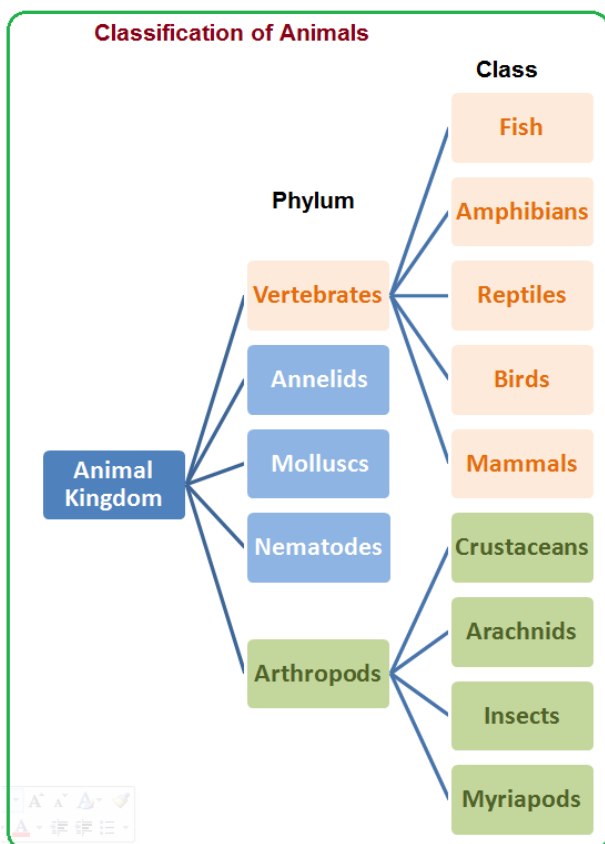 Classification of Animals
Class
Fish
Phylum
Amphibians
Vertebrates
Reptiles
Annelids
Birds
Molluscs
Mammals
Animal
Kingdom
Nematodes
Crustaceans
Arthropods
Arachnids
Insects
Myriapods